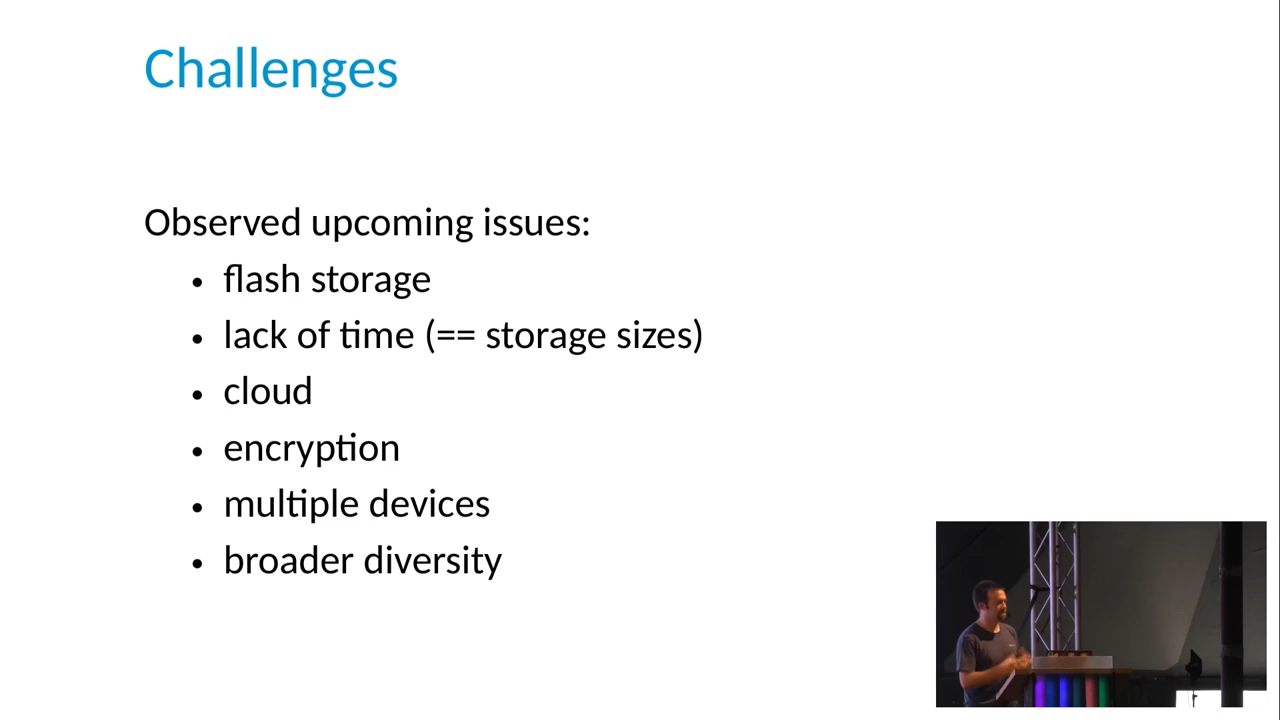 Challenges
Observed upcoming issues:
• flash storage
• lack of time (== storage sizes)
• cloud
• encryption
• multiple devices
• broader diversity